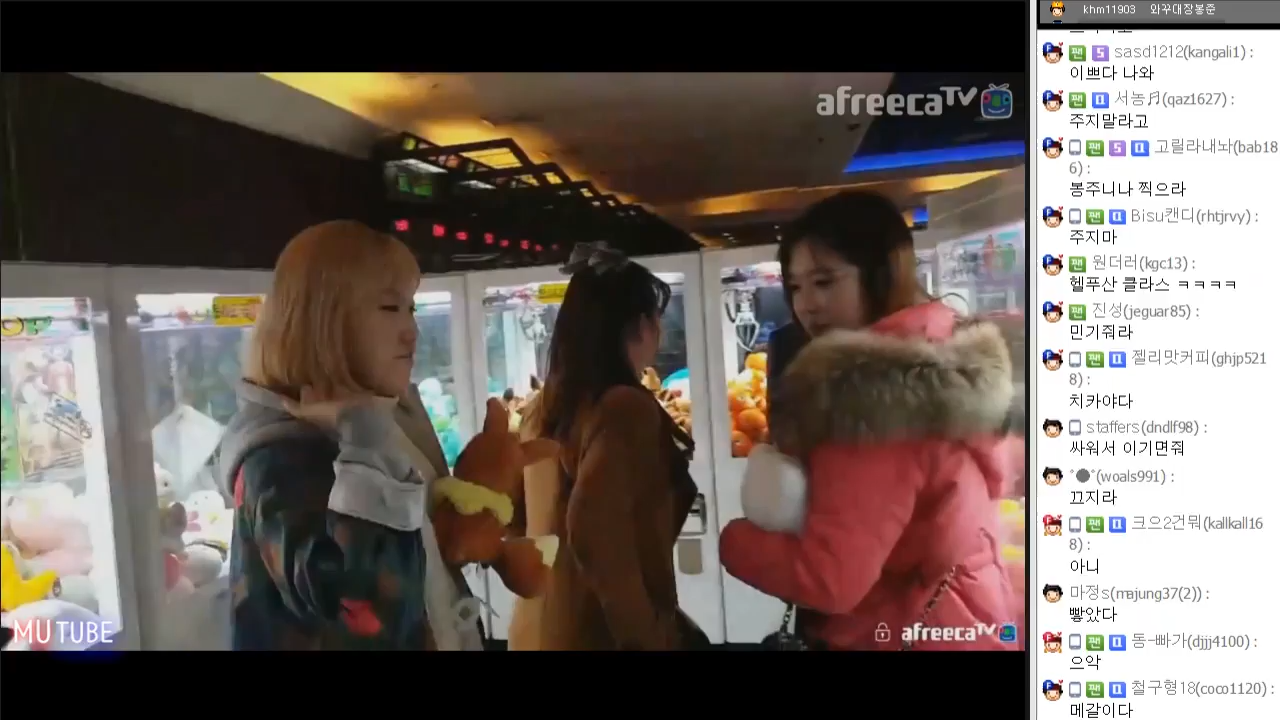 khm11903 와꾸대장봉준
sasd1212(kangali1) :
이쁘다 나와
서농♬(qaz1627) :
주지말라고
고릴라내놔(bab18
6) :
봉주니나 찍으라
Bisu캔디(rhtjrvy) :
주지마
원더러(kgc13) :
헬푸산 클라스 ㅋㅋㅋㅋ
진성(jeguar85) :
민기줘라
젤리맛커피(ghjp521
8) :
치카야다
staffers(dndlf98) :
싸워서 이기면줘
˚●˚(woals991) :
끄지라
크으2건뭐(kallkall16
8) :
아니
마정s(majung37(2)) :
뺗았다
동-빠가(djjj4100) :
으악
철구형18(coco1120) :
메갈이다
afreecaTV
MUTUBE
afreecaTV